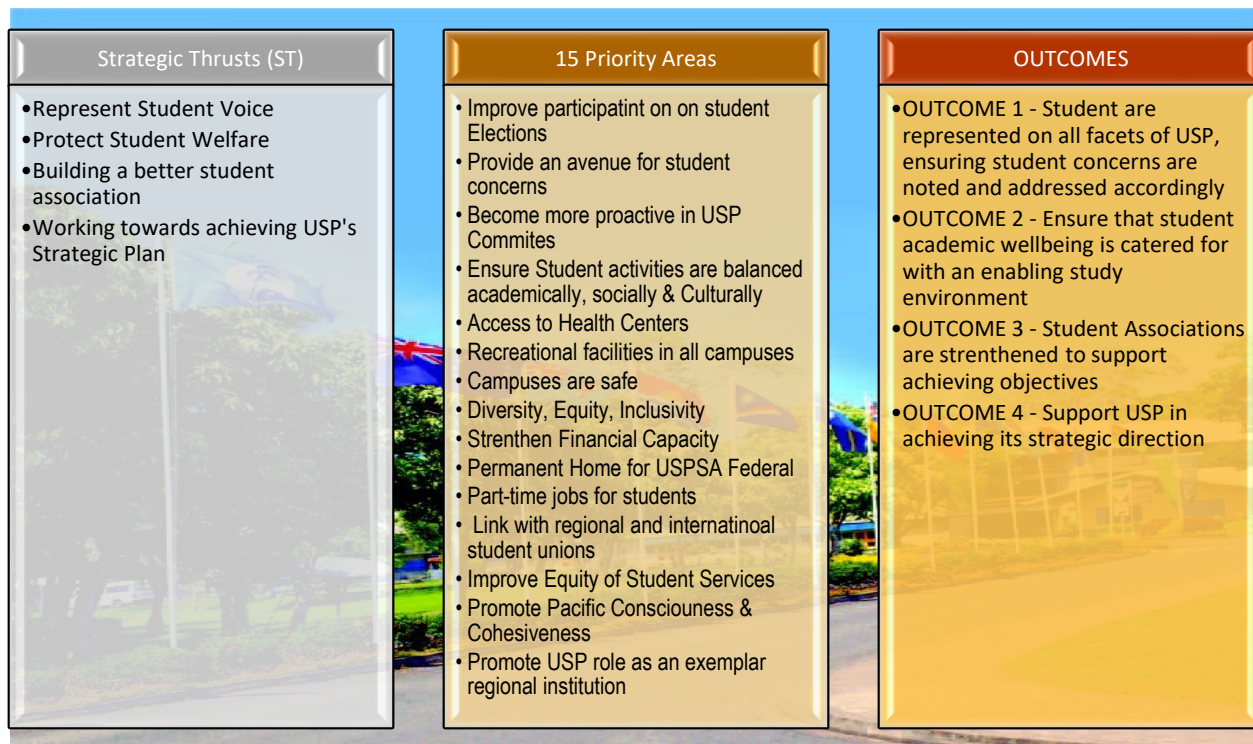 Strategic Thrusts (ST)
•Represent Student Voice
•Protect Student Welfare
•Building a better student
association
•Working towards achieving USP's
Strategic Plan
15 Priority Areas
• Improve participatint on on student
Elections
• Provide an avenue for student
concerns
• Become more proactive in USP
Commites
• Ensure Student activities are balanced
academically, socially & Culturally
• Access to Health Centers
• Recreational facilities in all campuses
• Campuses are safe
• Diversity, Equity, Inclusivity
• Strenthen Financial Capacity
• Permanent Home for USPSA Federal
• Part-time jobs for students
• Link with regional and internatinoal
student unions
• Improve Equity of Student Services
• Promote Pacific Consciouness &
Cohesiveness
• Promote USP role as an exemplar
regional institution
OUTCOMES
•OUTCOME 1 - Student are
represented on all facets of USP,
ensuring student concerns are
noted and addressed accordingly
•OUTCOME 2 - Ensure that student
academic wellbeing is catered for
with an enabling study
environment
•OUTCOME 3 - Student Associations
are strenthened to support
achieving objectives
•OUTCOME 4 - Support USP in
achieving its strategic direction